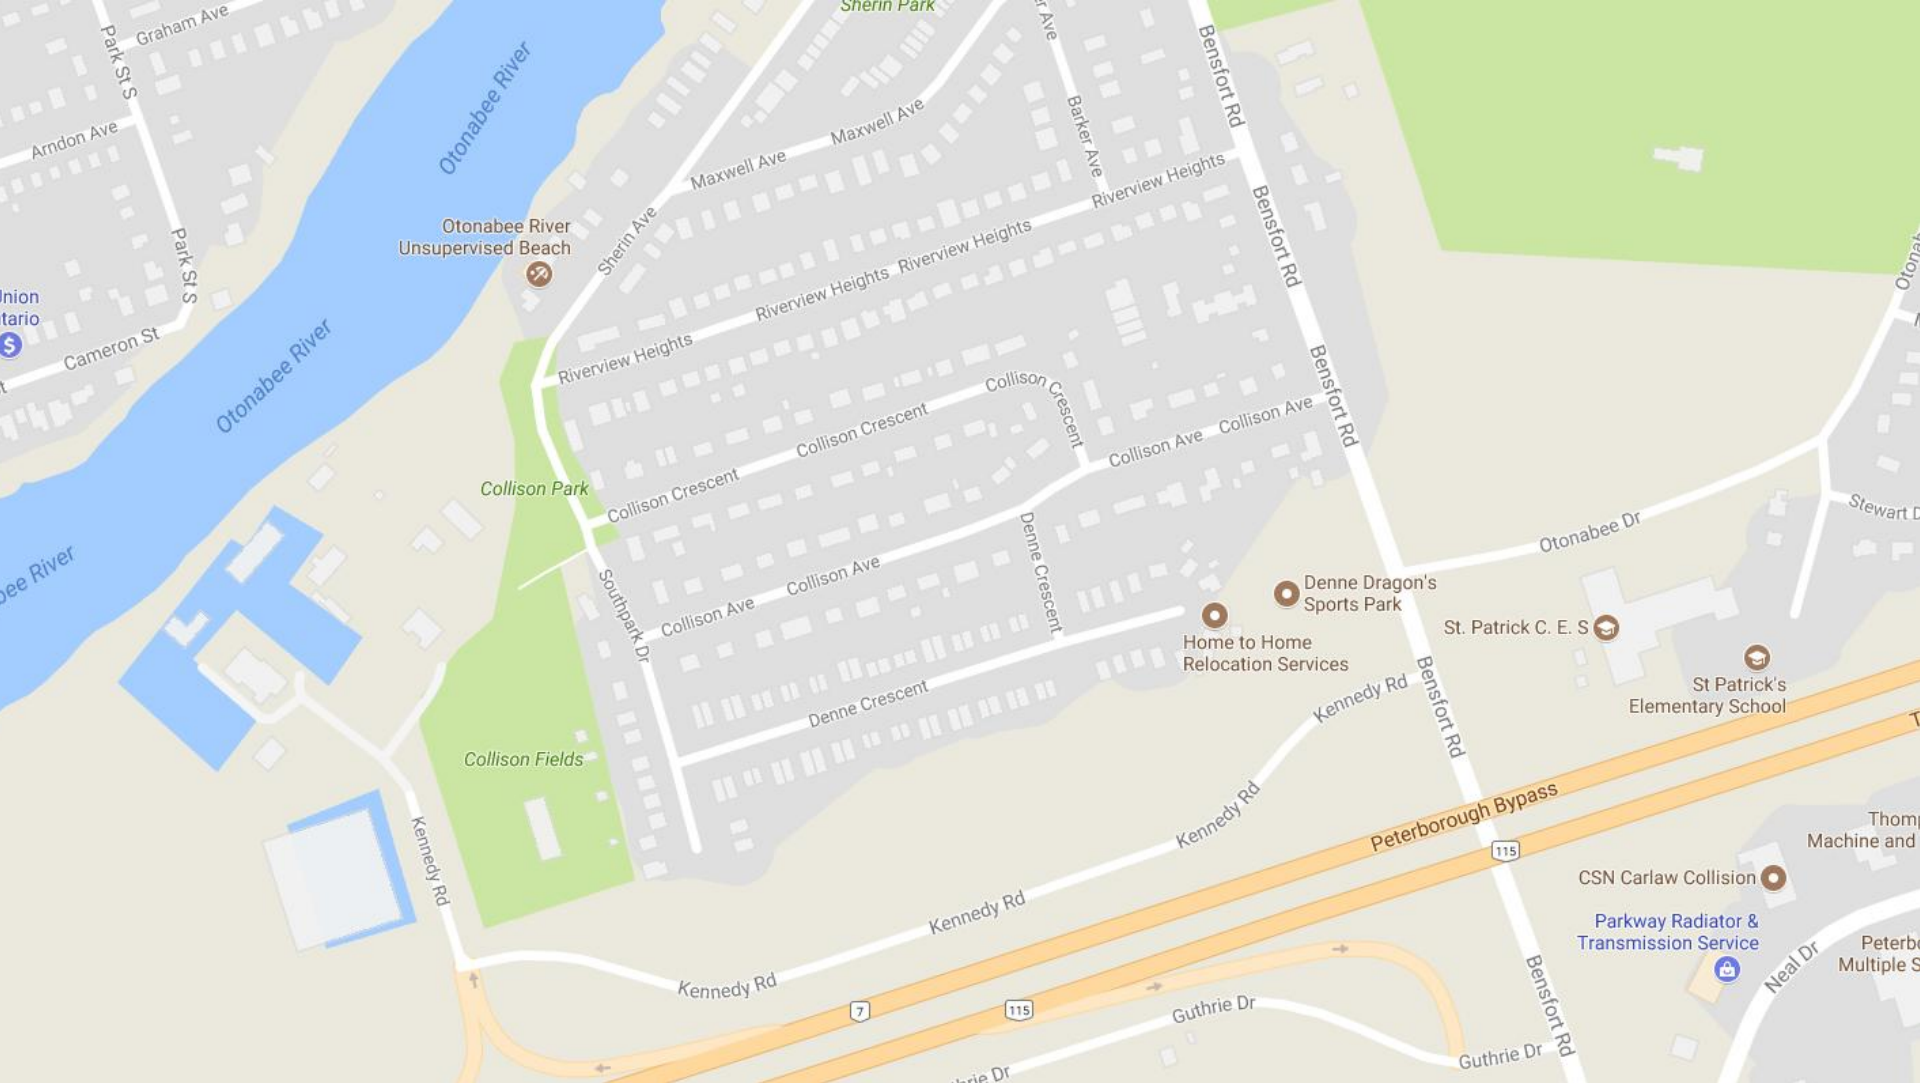 Sherin Park
Graham Ave
Park St S
Otonabee River
Bensfort Rd
Barker Ave
Maxwell Ave
Arndon Ave
Maxwell Ave
Riverview Heights
Bensfort Rd
Otonabee River
Unsupervised Beach
Sherin Ave
Riverview Heights
Park St S
Riverview Heights
Cameron St
Otonabee River
Riverview Heights
Bensfort Rd
Collison Crescent
Collison Crescent
Collison Ave
Collison Ave
Collison Park
Collison Crescent
Stewart
Otonabee Dr
Denne Crescent
Collison Ave
Collison Ave
River
Southpark Dr
Denne Dragon's
Sports Park
St. Patrick C. E. S
Home to Home
Relocation Services
St Patrick's
Elementary School
Kennedy Rd
Bensfort Rd
Denne Crescent
Collison Fields
Peterborough Bypass
Kennedy Rd
Kennedy Rd
115
Machine and
CSN Carlaw Collision
Kennedy Rd
Parkway Radiator &
Transmission Service
Multiple
Neal Dr
Kennedy Rd
7
115
Guthrie Dr
Bensfort Rd
Guthrie Dr
Dr